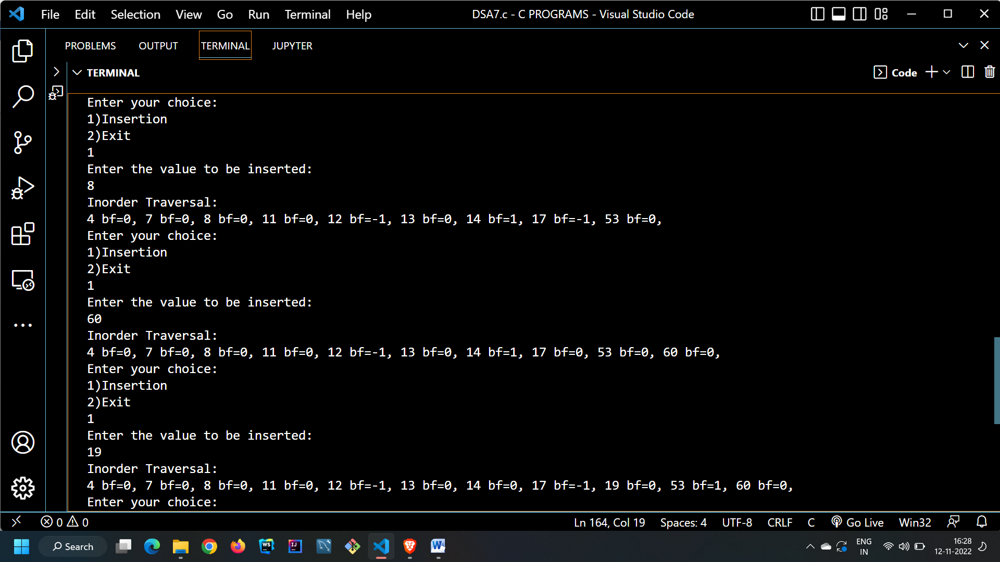 File Edit Selection View Go Run Terminal Help DSA7.c - C PROGRAMS - Visual Studio Code
PROBLEMS OUTPUT TERMINAL JUPYTER
TERMINAL Code
Enter your choice:
1)Insertion
2)Exit
1
Enter the value to be inserted:
8
Inorder Traversal:
4 bf=0, 7 bf=0, 8 bf=0, 11 bf=0, 12 bf=-1, 13 bf=0, 14 bf=1, 17 bf=-1, 53 bf=0,
Enter your choice:
1)Insertion
2)Exit
1
Enter the value to be inserted:
60
Inorder Traversal:
4 bf=0, 7 bf=0, 8 bf=0, 11 bf=0, 12 bf=-1, 13 bf=0, 14 bf=1, 17 bf=0, 53 bf=0, 60 bf=0,
Enter your choice:
1)Insertion
2)Exit
1
Enter the value to be inserted:
19
Inorder Traversal:
4 bf=0, 7 bf=0, 8 bf=0, 11 bf=0, 12 bf=-1, 13 bf=0, 14 bf=0, 17 bf=-1, 19 bf=0, 53 bf=1, 60 bf=0,
Enter your choice:
0 0 Ln 164, Col 19 Spaces: 4 UTF-8 CRLF C Go Live Win32
Search WS IJ W ENG 16:28
IN 12-11-2022